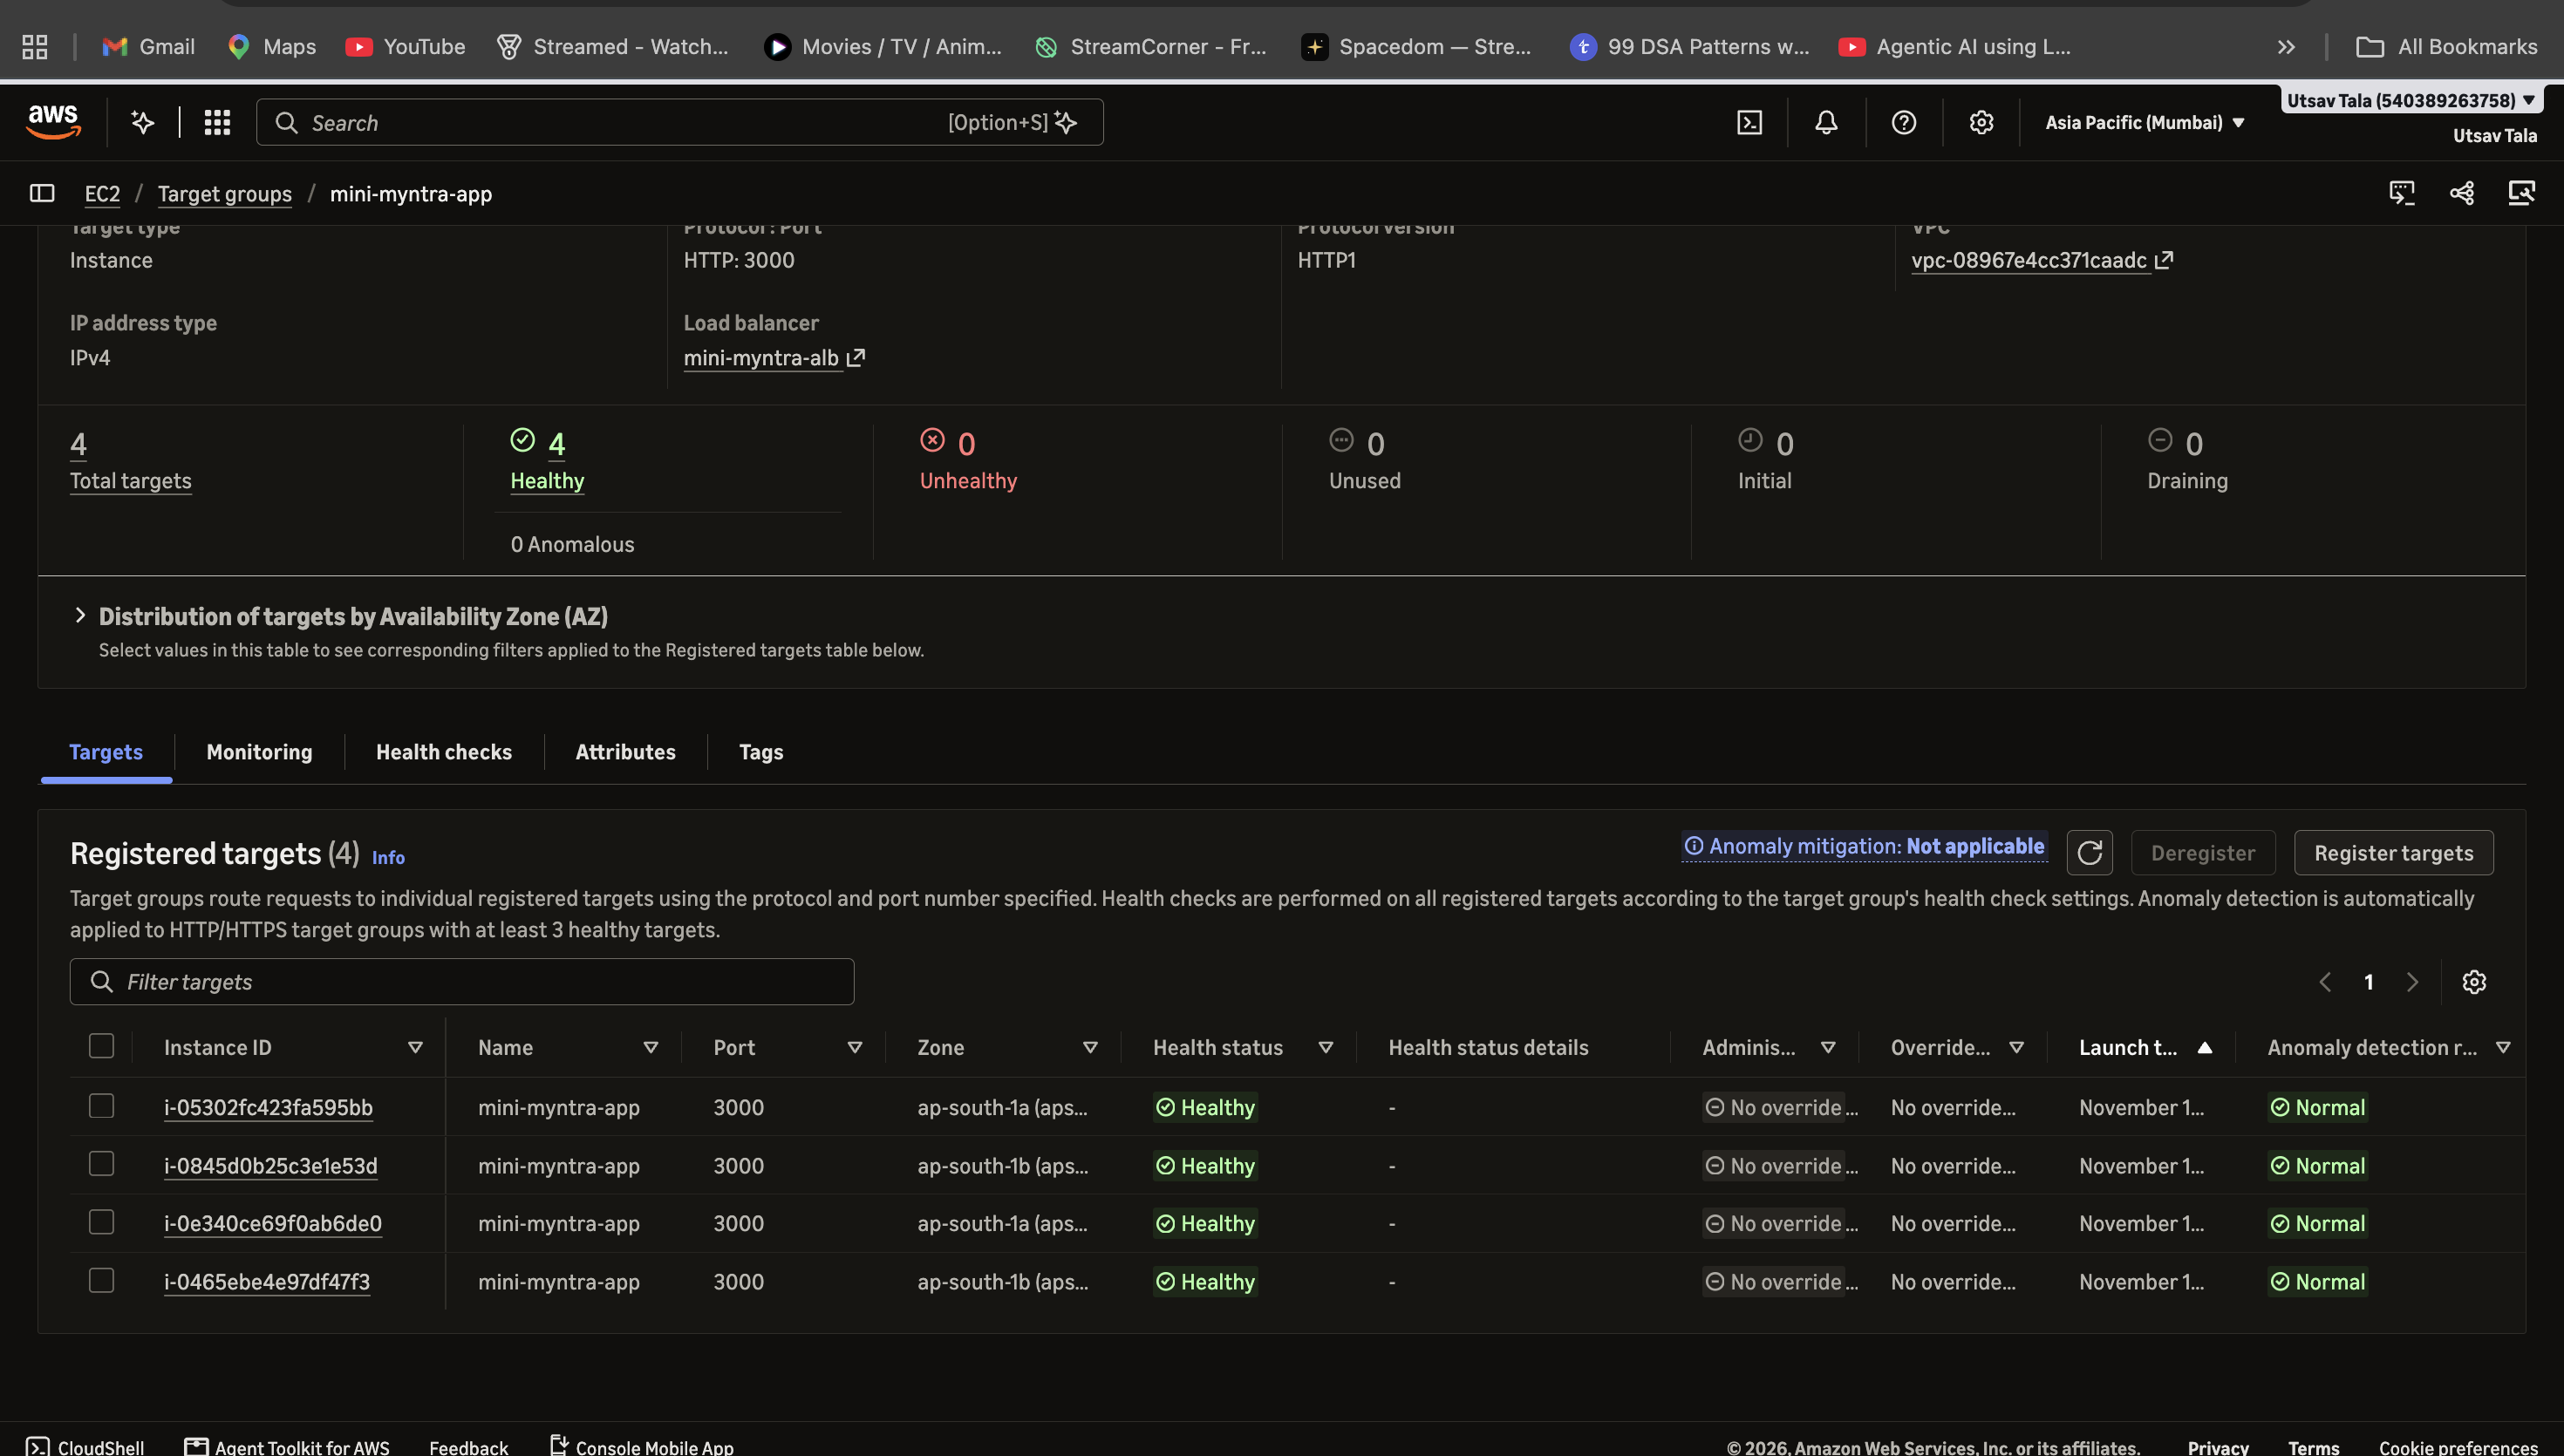 Gmail Maps YouTube Streamed - Watch... Movies / TV / Anim... StreamCorner - Fr... Spacedom — Stre... 99 DSA Patterns w... Agentic AI using L... » All Bookmarks
aws Search [Option+S] Asia Pacific (Mumbai) Utsav Tala (540389263758)
Utsav Tala
EC2 / Target groups / mini-myntra-app
Target type Protocol : Port Protocol version VPC
Instance HTTP: 3000 HTTP1 vpc-08967e4cc371caadc
IP address type Load balancer
IPv4 mini-myntra-alb
4 4 0 0 0 0
Total targets Healthy Unhealthy Unused Initial Draining
0 Anomalous
Distribution of targets by Availability Zone (AZ)
Select values in this table to see corresponding filters applied to the Registered targets table below.
Targets Monitoring Health checks Attributes Tags
Registered targets (4) Info Anomaly mitigation: Not applicable Deregister Register targets
Target groups route requests to individual registered targets using the protocol and port number specified. Health checks are performed on all registered targets according to the target group's health check settings. Anomaly detection is automatically
applied to HTTP/HTTPS target groups with at least 3 healthy targets.
Filter targets 1
Instance ID Name Port Zone Health status Health status details Adminis... Override... Launch t... Anomaly detection r...
i-05302fc423fa595bb mini-myntra-app 3000 ap-south-1a (aps... Healthy - No override ... No override... November 1... Normal
i-0845d0b25c3e1e53d mini-myntra-app 3000 ap-south-1b (aps... Healthy - No override ... No override... November 1... Normal
i-0e340ce69f0ab6de0 mini-myntra-app 3000 ap-south-1a (aps... Healthy - No override ... No override... November 1... Normal
i-0465ebe4e97df47f3 mini-myntra-app 3000 ap-south-1b (aps... Healthy - No override ... No override... November 1... Normal
CloudShell Agent Toolkit for AWS Feedback Console Mobile App © 2026, Amazon Web Services, Inc. or its affiliates. Privacy Terms Cookie preferences